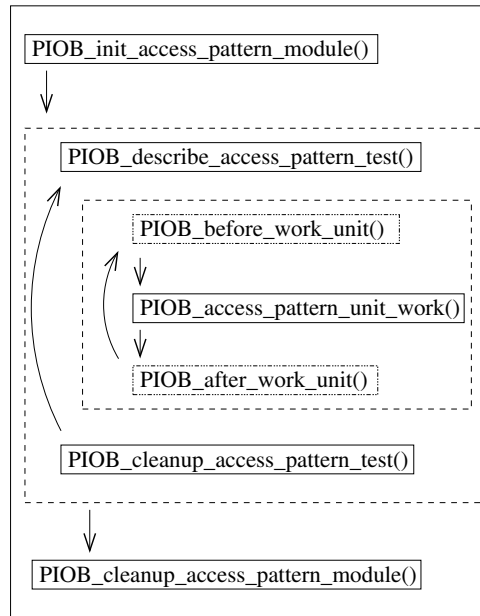 PIOB_init_access_pattern_module()
PIOB_describe_access_pattern_test()
PIOB_before_work_unit()
PIOB_access_pattern_unit_work()
PIOB_after_work_unit()
PIOB_cleanup_access_pattern_test()
PIOB_cleanup_access_pattern_module()